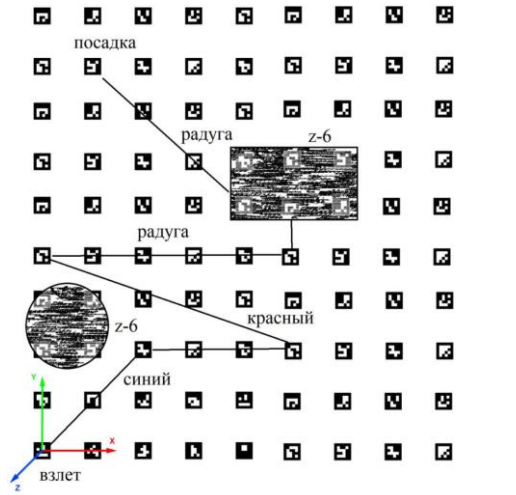 посадка
радуга
z-6
радуга
красный
z-6
синий
Y
X
взлет
Z